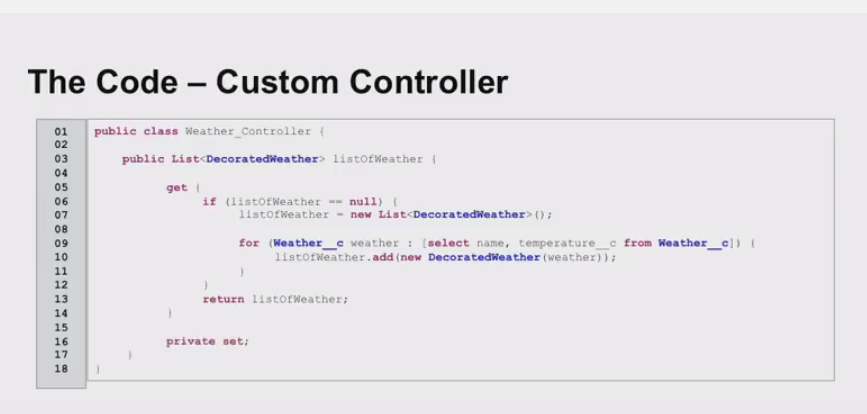 The Code – Custom Controller
01 public class Weather_Controller {
02
03 public List<DecoratedWeather> listOfWeather {
04
05 get {
06 if (listOfWeather == null) {
07 listOfWeather = new List<DecoratedWeather>();
08
09 for (Weather__c weather : [select name, temperature__c from Weather__c]) {
10 listOfWeather.add(new DecoratedWeather(weather));
11 }
12 }
13 return listOfWeather;
14 }
15
16 private set;
17 }
18 }